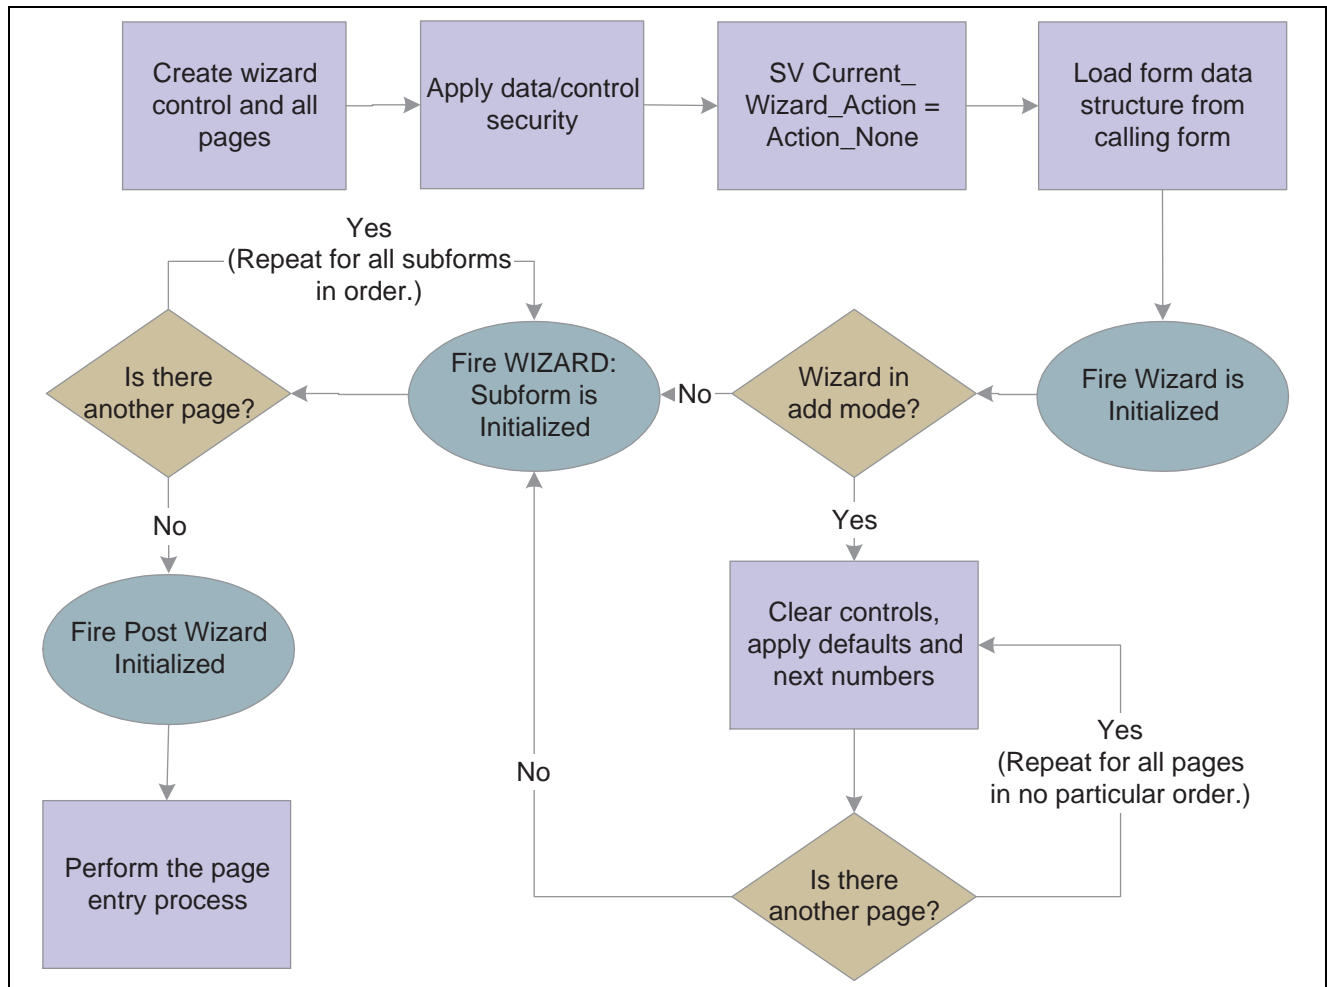 Create wizard
control and all
pages
Apply data/control
security
SV Current_
Wizard_Action =
Action_None
Load form data
structure from
calling form
Yes
(Repeat for all subforms
in order.)
Is there
another page?
Fire WIZARD:
Subform is
Initialized
No
Wizard in
add mode?
Fire Wizard is
Initialized
No
Yes
Fire Post Wizard
Initialized
Clear controls,
apply defaults and
next numbers
Yes
(Repeat for all pages
in no particular order.)
No
Perform the page
entry process
Is there
another page?